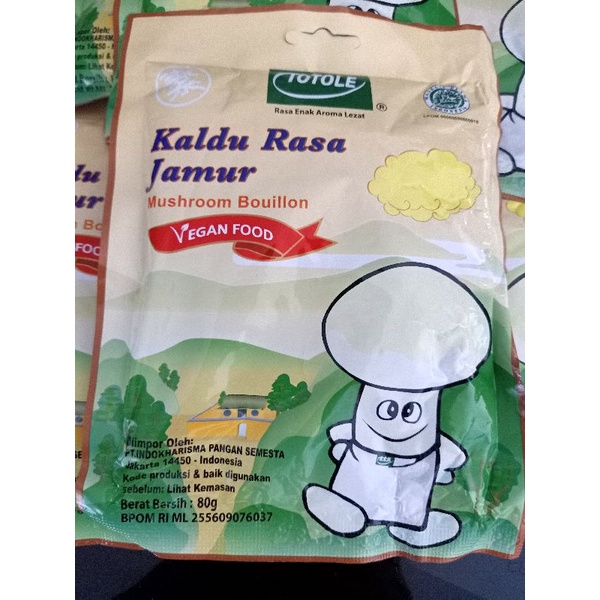 TOTOLE
®
Rasa Enak Aroma Lezat
Kaldu Rasa
Jamur
Mushroom Bouillon
VEGAN FOOD
Diimpor Oleh:
PT.INDOKHARISMA PANGAN SEMESTA
Jakarta 14450 - Indonesia
Kode produksi & baik digunakan
sebelum: Lihat Kemasan
Berat Bersih : 80g
BPOM RI ML 255609076037